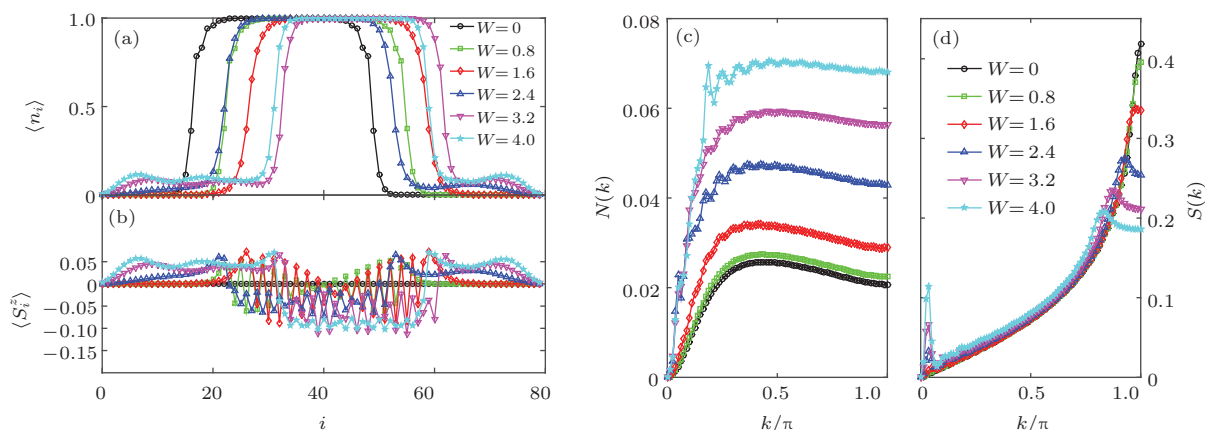 1.0
0.5
0
⟨n_i⟩
(a)
W=0
W=0.8
W=1.6
W=2.4
W=3.2
W=4.0
(b)
0.05
0
−0.05
−0.10
−0.15
⟨S_i^z⟩
0
20
40
60
80
i
(c)
0.08
0.06
0.04
0.02
0
N(k)
0
0.5
1.0
k/π
(d)
W=0
W=0.8
W=1.6
W=2.4
W=3.2
W=4.0
0.4
0.3
0.2
0.1
0
S(k)
0
0.5
1.0
k/π